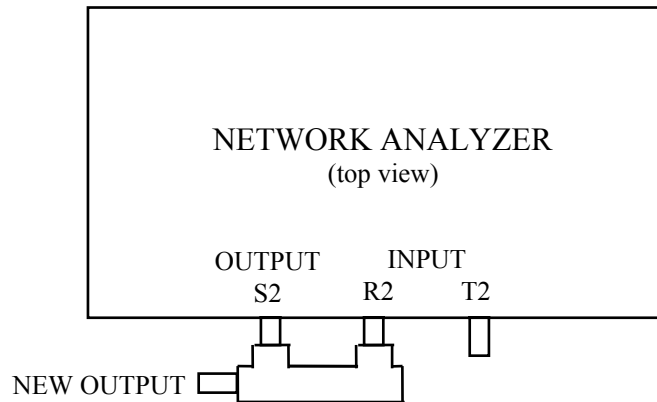 NETWORK ANALYZER
(top view)
OUTPUT INPUT
S2 R2 T2
NEW OUTPUT